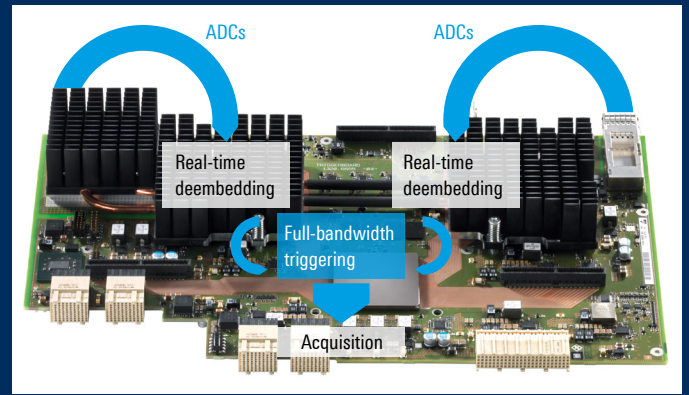 ADCs
ADCs
Real-time
deembedding
Real-time
deembedding
Full-bandwidth
triggering
Acquisition